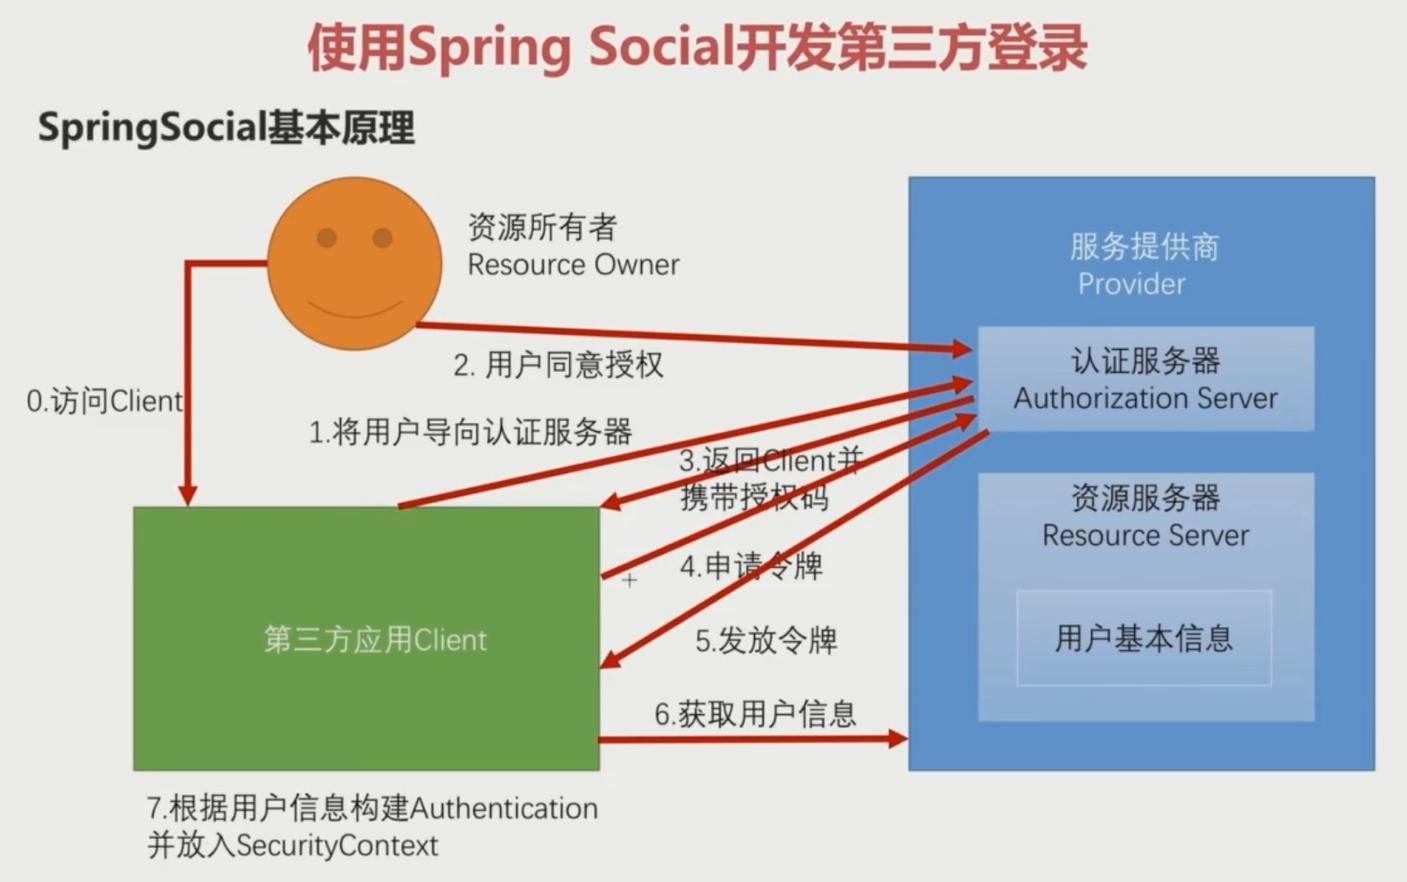 使用Spring Social开发第三方登录
SpringSocial基本原理
资源所有者
Resource Owner
服务提供商
Provider
2. 用户同意授权
认证服务器
Authorization Server
0.访问Client
1.将用户导向认证服务器
3.返回Client并
携带授权码
资源服务器
Resource Server
4.申请令牌
第三方应用Client
5.发放令牌
用户基本信息
6.获取用户信息
7.根据用户信息构建Authentication
并放入SecurityContext